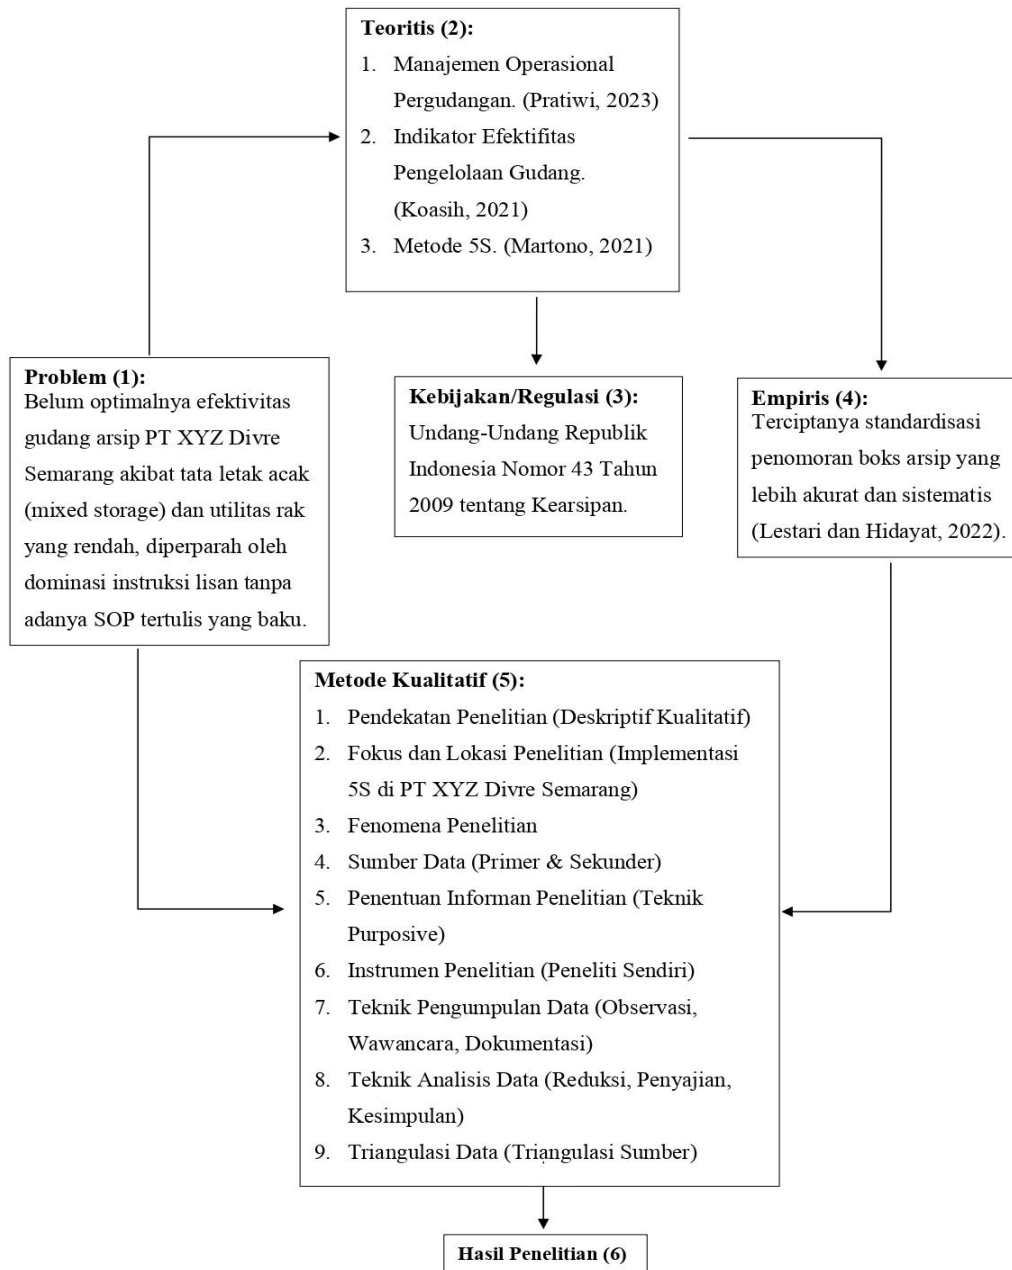 Teoritis (2):
1. Manajemen Operasional
Pergudangan. (Pratiwi, 2023)
2. Indikator Efektifitas
Pengelolaan Gudang.
(Koasih, 2021)
3. Metode 5S. (Martono, 2021)
Problem (1):
Belum optimalnya efektivitas
gudang arsip PT XYZ Divre
Semarang akibat tata letak acak
(mixed storage) dan utilitas rak
yang rendah, diperparah oleh
dominasi instruksi lisan tanpa
adanya SOP tertulis yang baku.
Kebijakan/Regulasi (3):
Undang-Undang Republik
Indonesia Nomor 43 Tahun
2009 tentang Kearsipan.
Empiris (4):
Terciptanya standardisasi
penomoran boks arsip yang
lebih akurat dan sistematis
(Lestari dan Hidayat, 2022).
Metode Kualitatif (5):
1. Pendekatan Penelitian (Deskriptif Kualitatif)
2. Fokus dan Lokasi Penelitian (Implementasi
5S di PT XYZ Divre Semarang)
3. Fenomena Penelitian
4. Sumber Data (Primer & Sekunder)
5. Penentuan Informan Penelitian (Teknik
Purposive)
6. Instrumen Penelitian (Peneliti Sendiri)
7. Teknik Pengumpulan Data (Observasi,
Wawancara, Dokumentasi)
8. Teknik Analisis Data (Reduksi, Penyajian,
Kesimpulan)
9. Triangulasi Data (Triangulasi Sumber)
Hasil Penelitian (6)